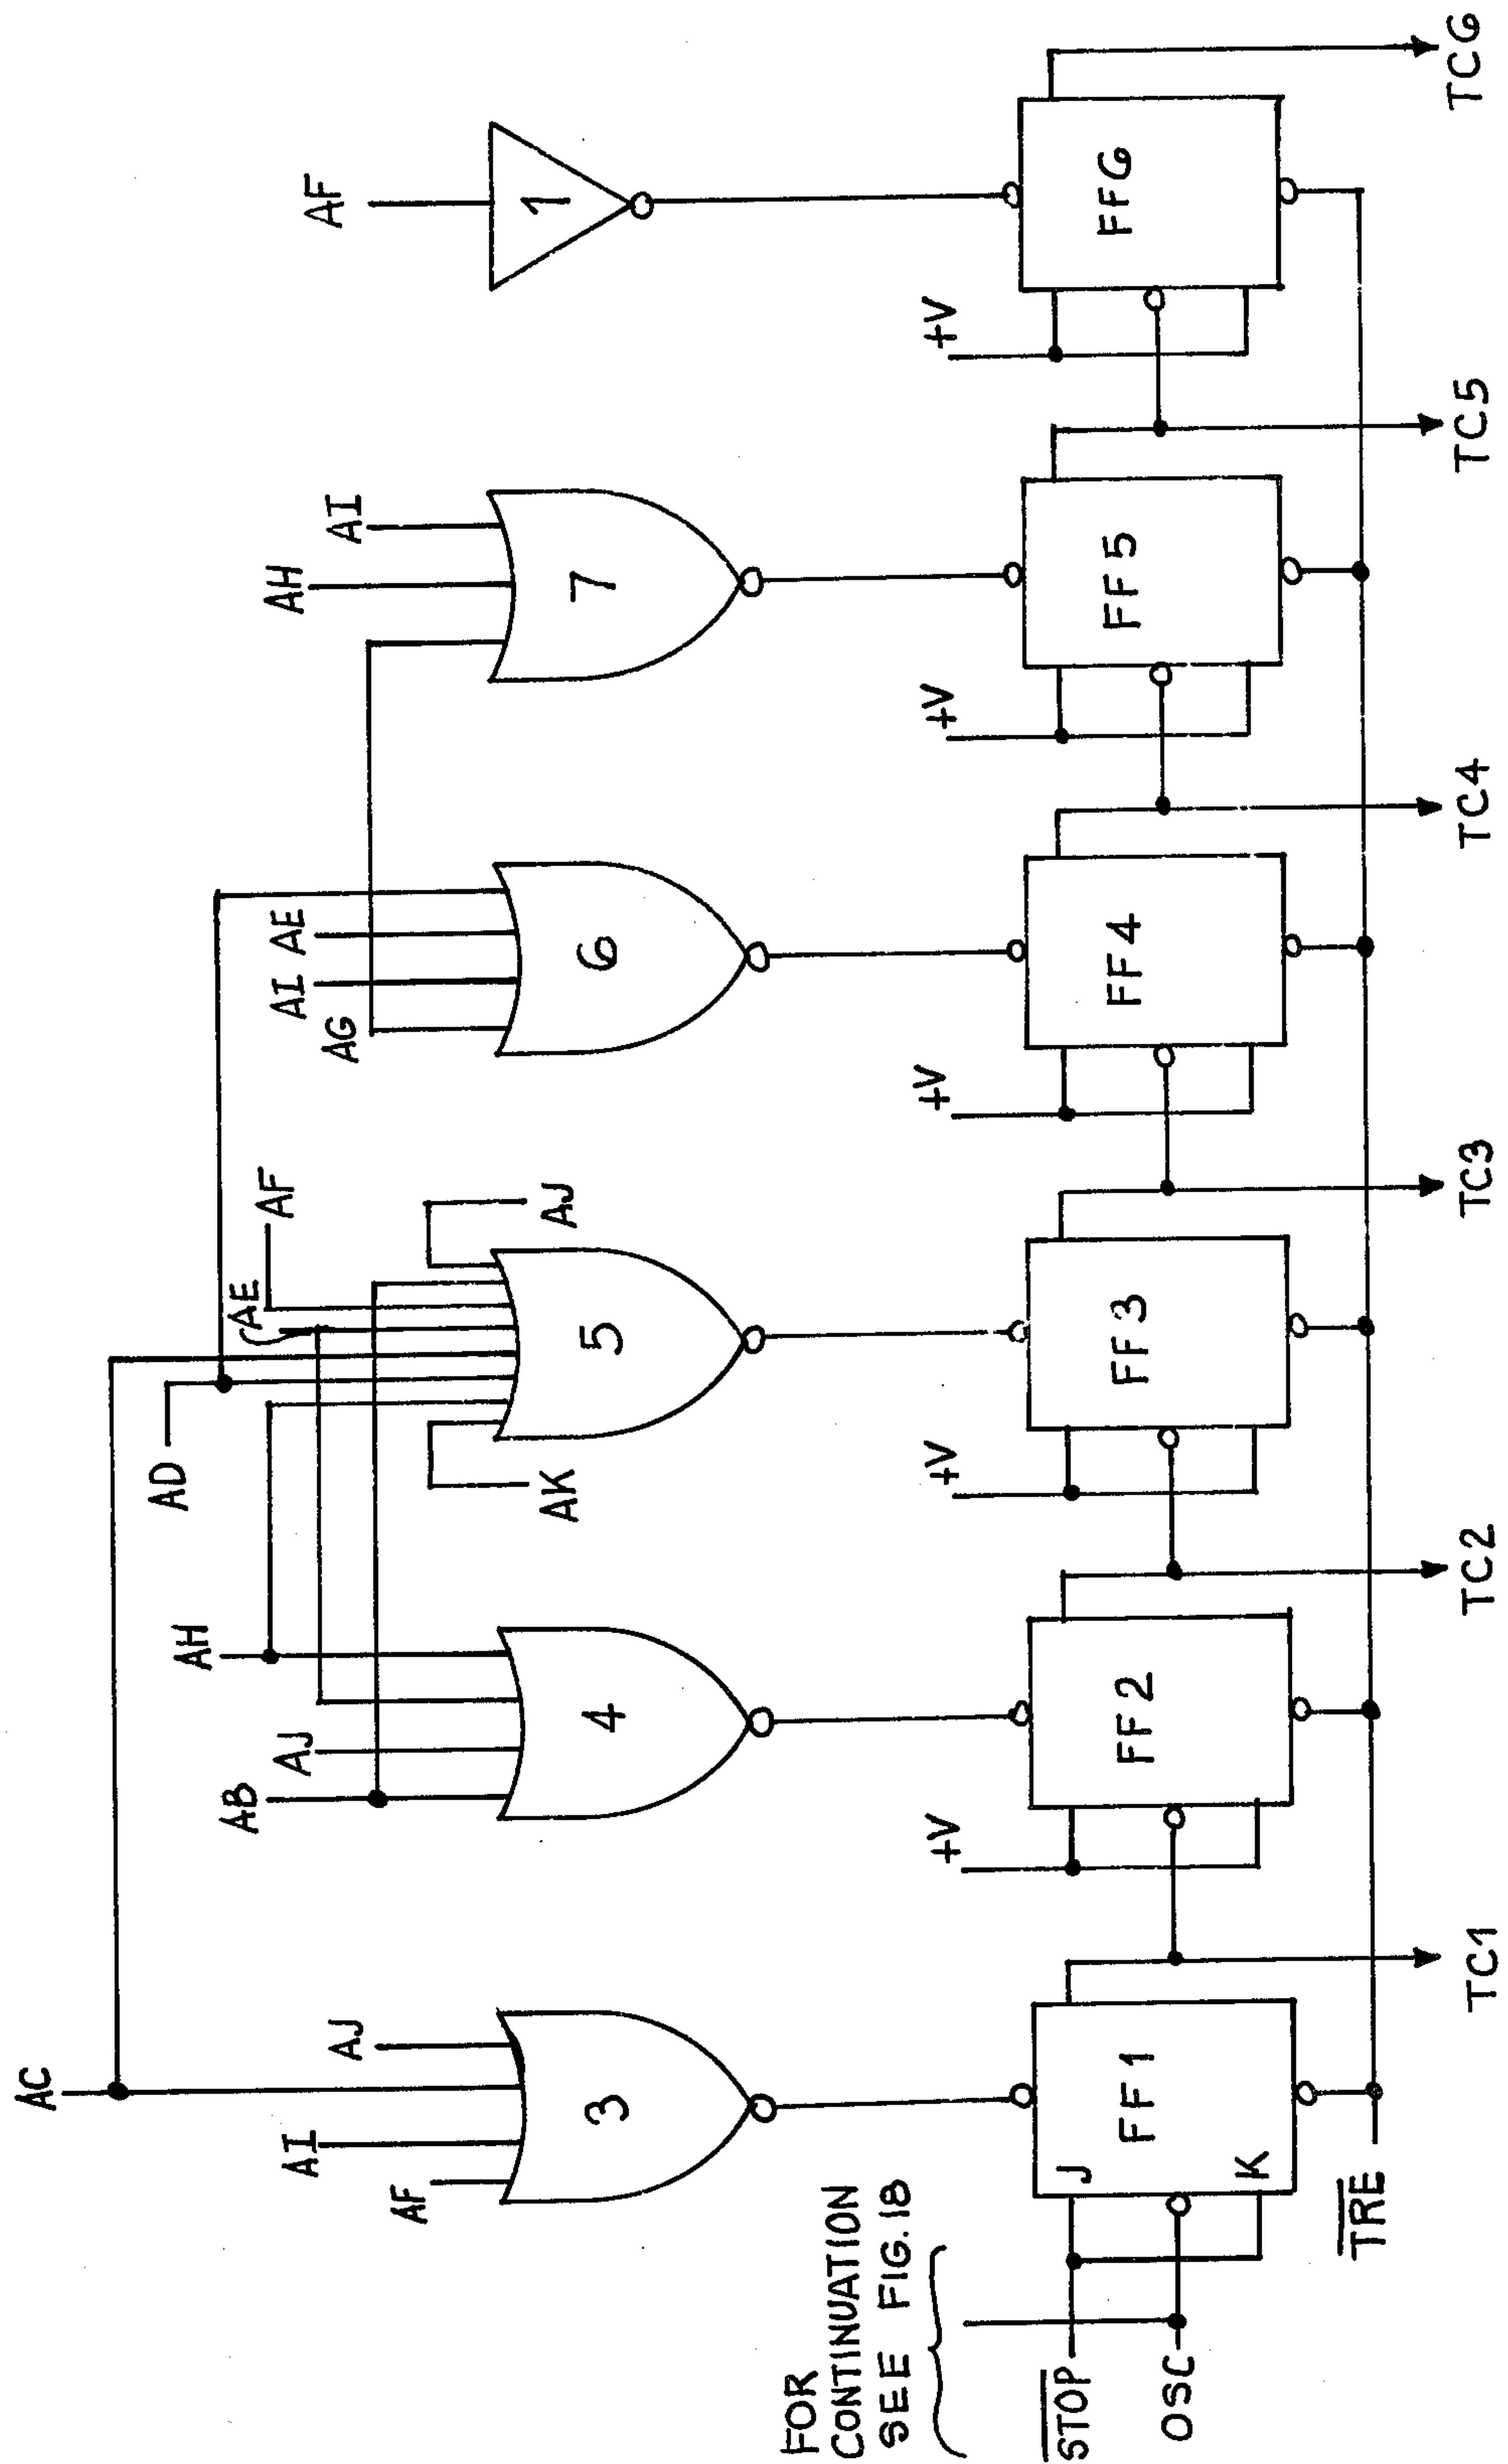 AC
AD
AF
AE
AH
AB
AJ
AI
AE
AG
AH
AI
AF
AJ
AI
AF
AK
AJ
3
4
5
6
7
1
FOR
CONTINUATION
SEE FIG. 18
+V
+V
+V
+V
+V
STOP
OSC
J
K
FF1
FF2
FF3
FF4
FF5
FF6
TRE
TC1
TC2
TC3
TC4
TC5
TC6